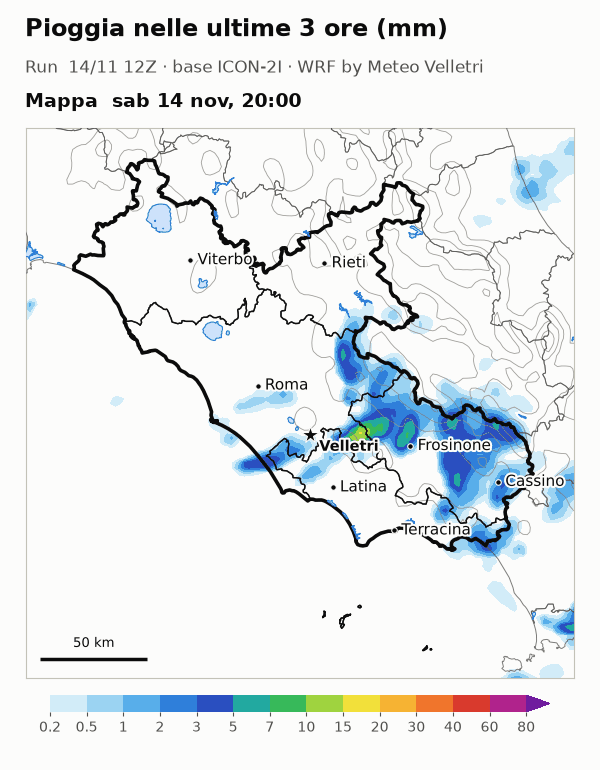 Pioggia nelle ultime 3 ore (mm)
Run  14/11 12Z · base ICON-2I · WRF by Meteo Velletri
Mappa  sab 14 nov, 20:00
Viterbo
Rieti
Roma
Velletri
Frosinone
Latina
Cassino
Terracina
50 km
0.2 0.5 1 2 3 5 7 10 15 20 30 40 60 80